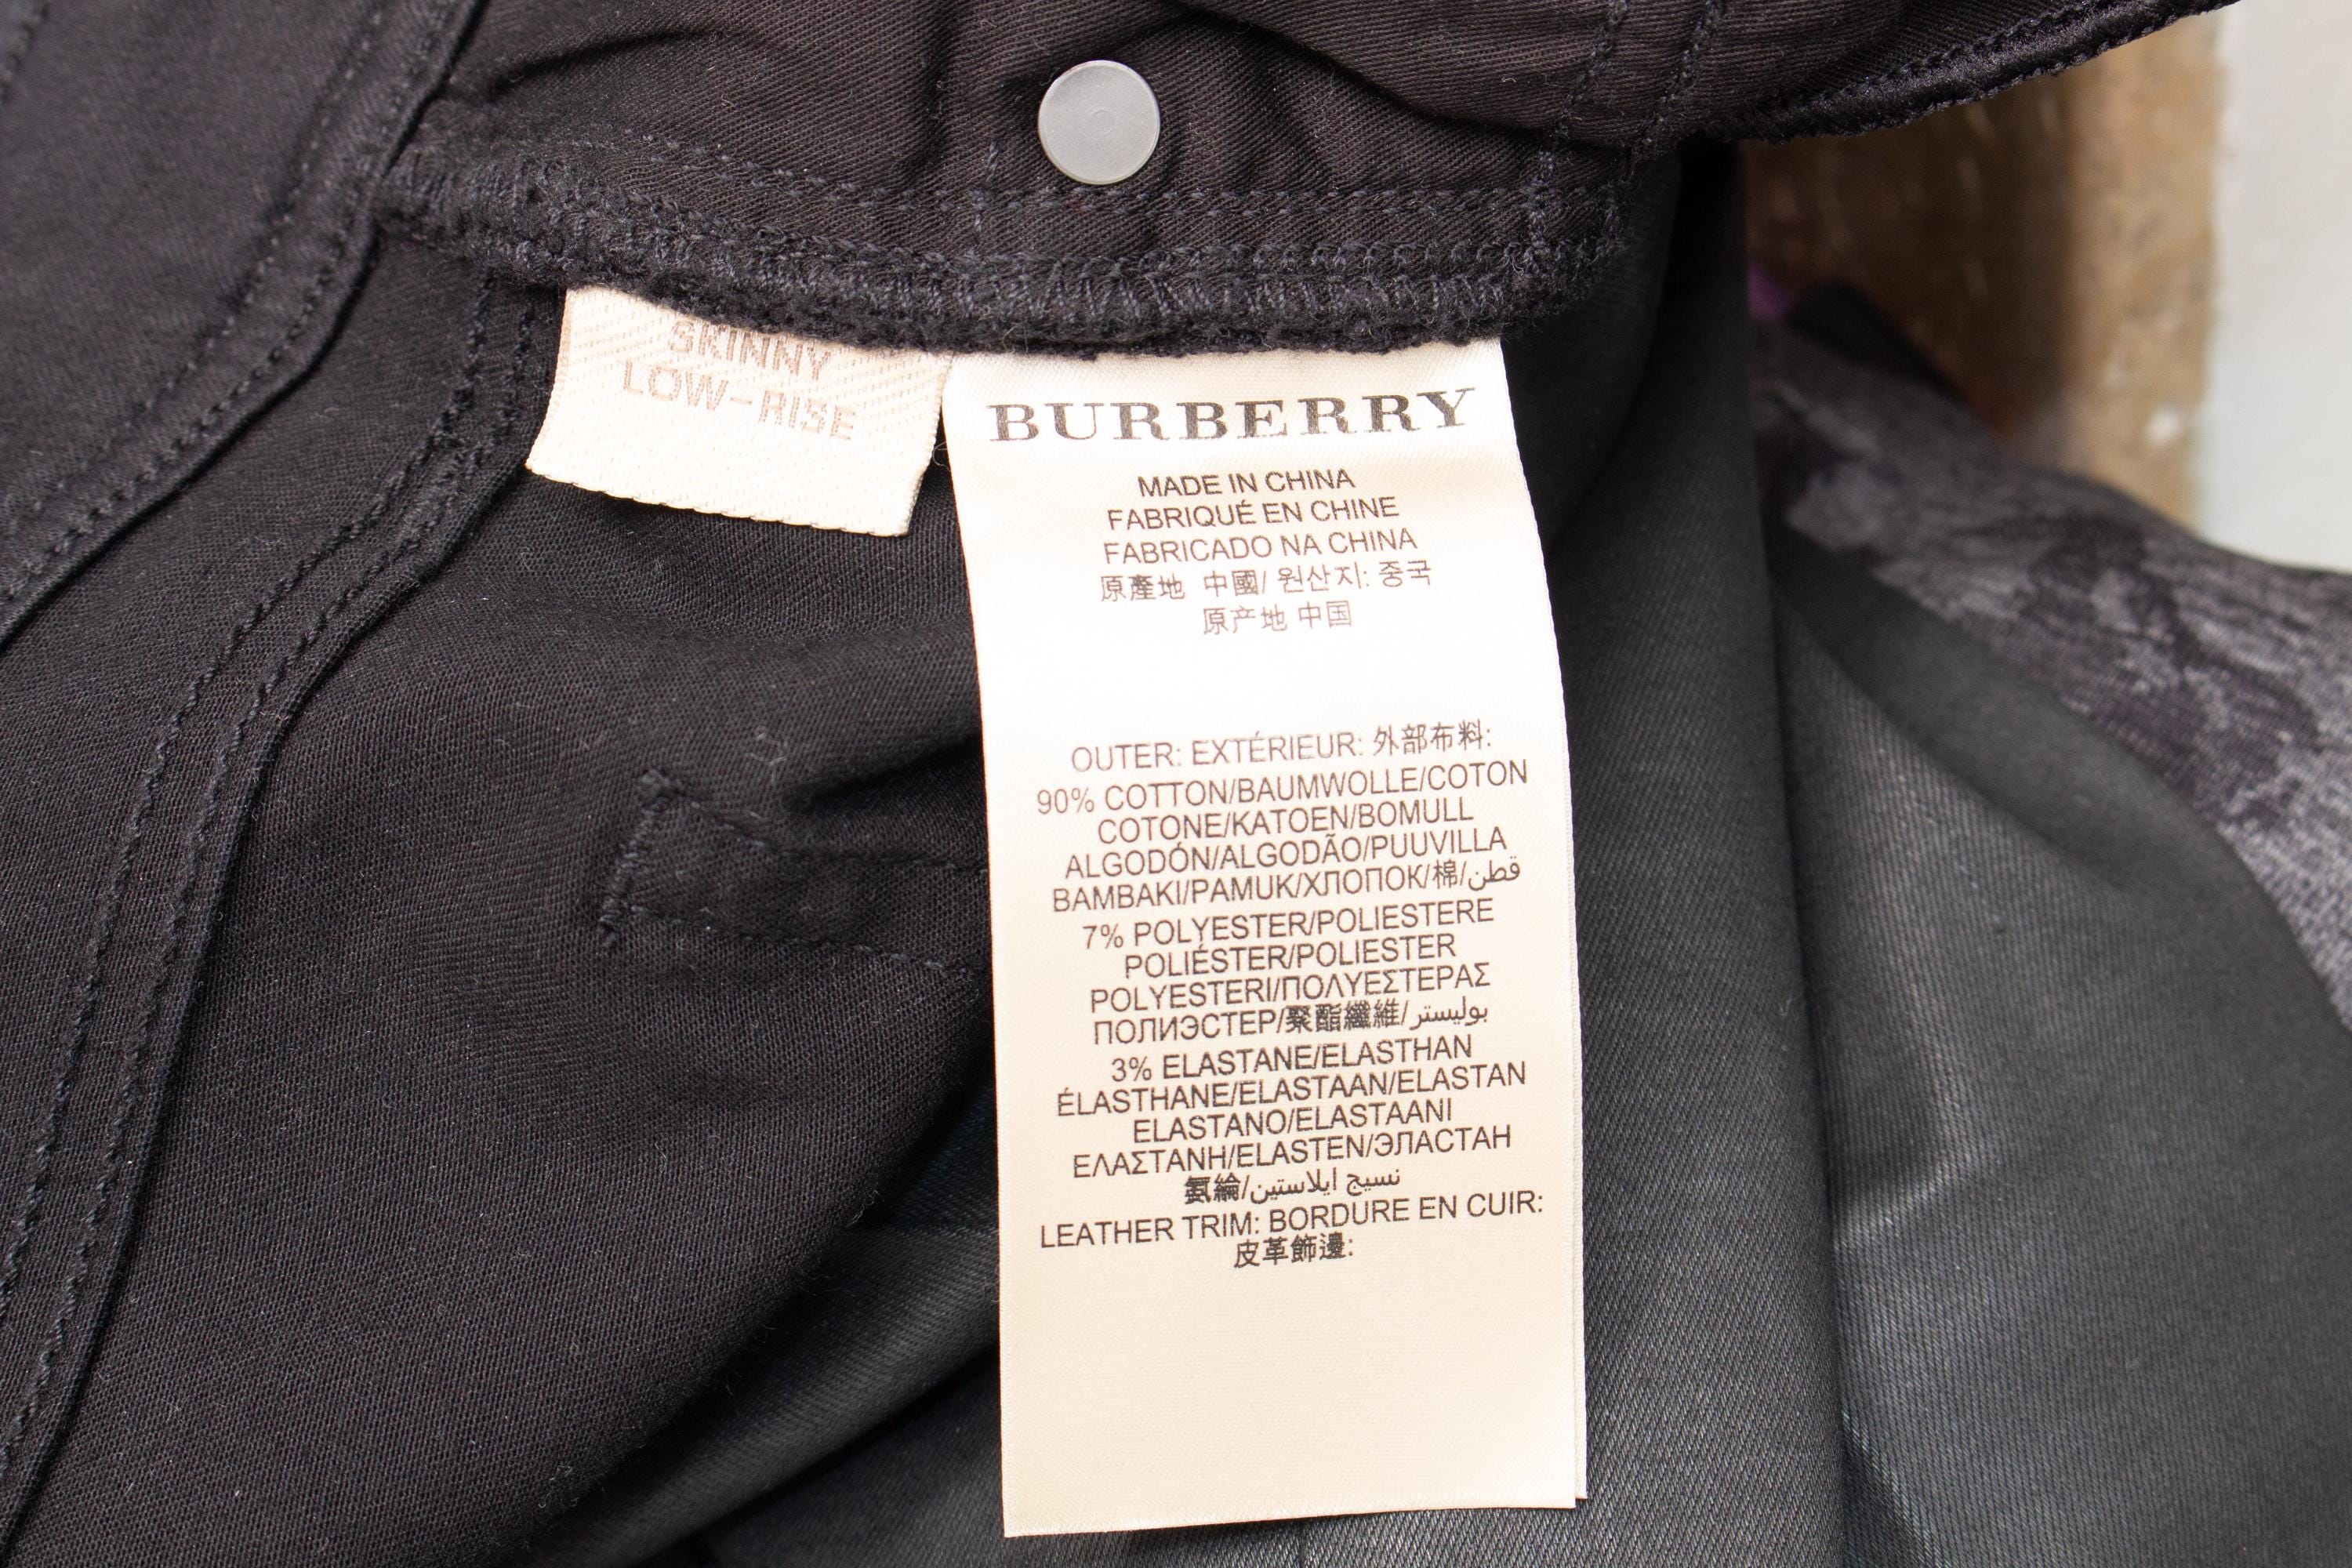 SKINNY
LOW-RISE
BURBERRY
MADE IN CHINA
FABRIQUÉ EN CHINE
FABRICADO NA CHINA
原產地 中國/ 원산지: 중국
原产地 中国
OUTER: EXTÉRIEUR: 外部布料:
90% COTTON/BAUMWOLLE/COTON
COTONE/KATOEN/BOMULL
ALGODÓN/ALGODÃO/PUUVILLA
BAMBAKI/PAMUK/ХЛОПОК/棉/قطن
7% POLYESTER/POLIESTERE
POLIÉSTER/POLIESTER
POLYESTERI/ΠΟΛΥΕΣΤΕΡΑΣ
ПОЛИЭСТЕР/聚酯纖維/بوليستر
3% ELASTANE/ELASTHAN
ÉLASTHANE/ELASTAAN/ELASTAN
ELASTANO/ELASTAANI
ΕΛΑΣΤΑΝΗ/ELASTEN/ЭЛАСТАН
氨綸/نسيج ايلاستين
LEATHER TRIM: BORDURE EN CUIR:
皮革飾邊: